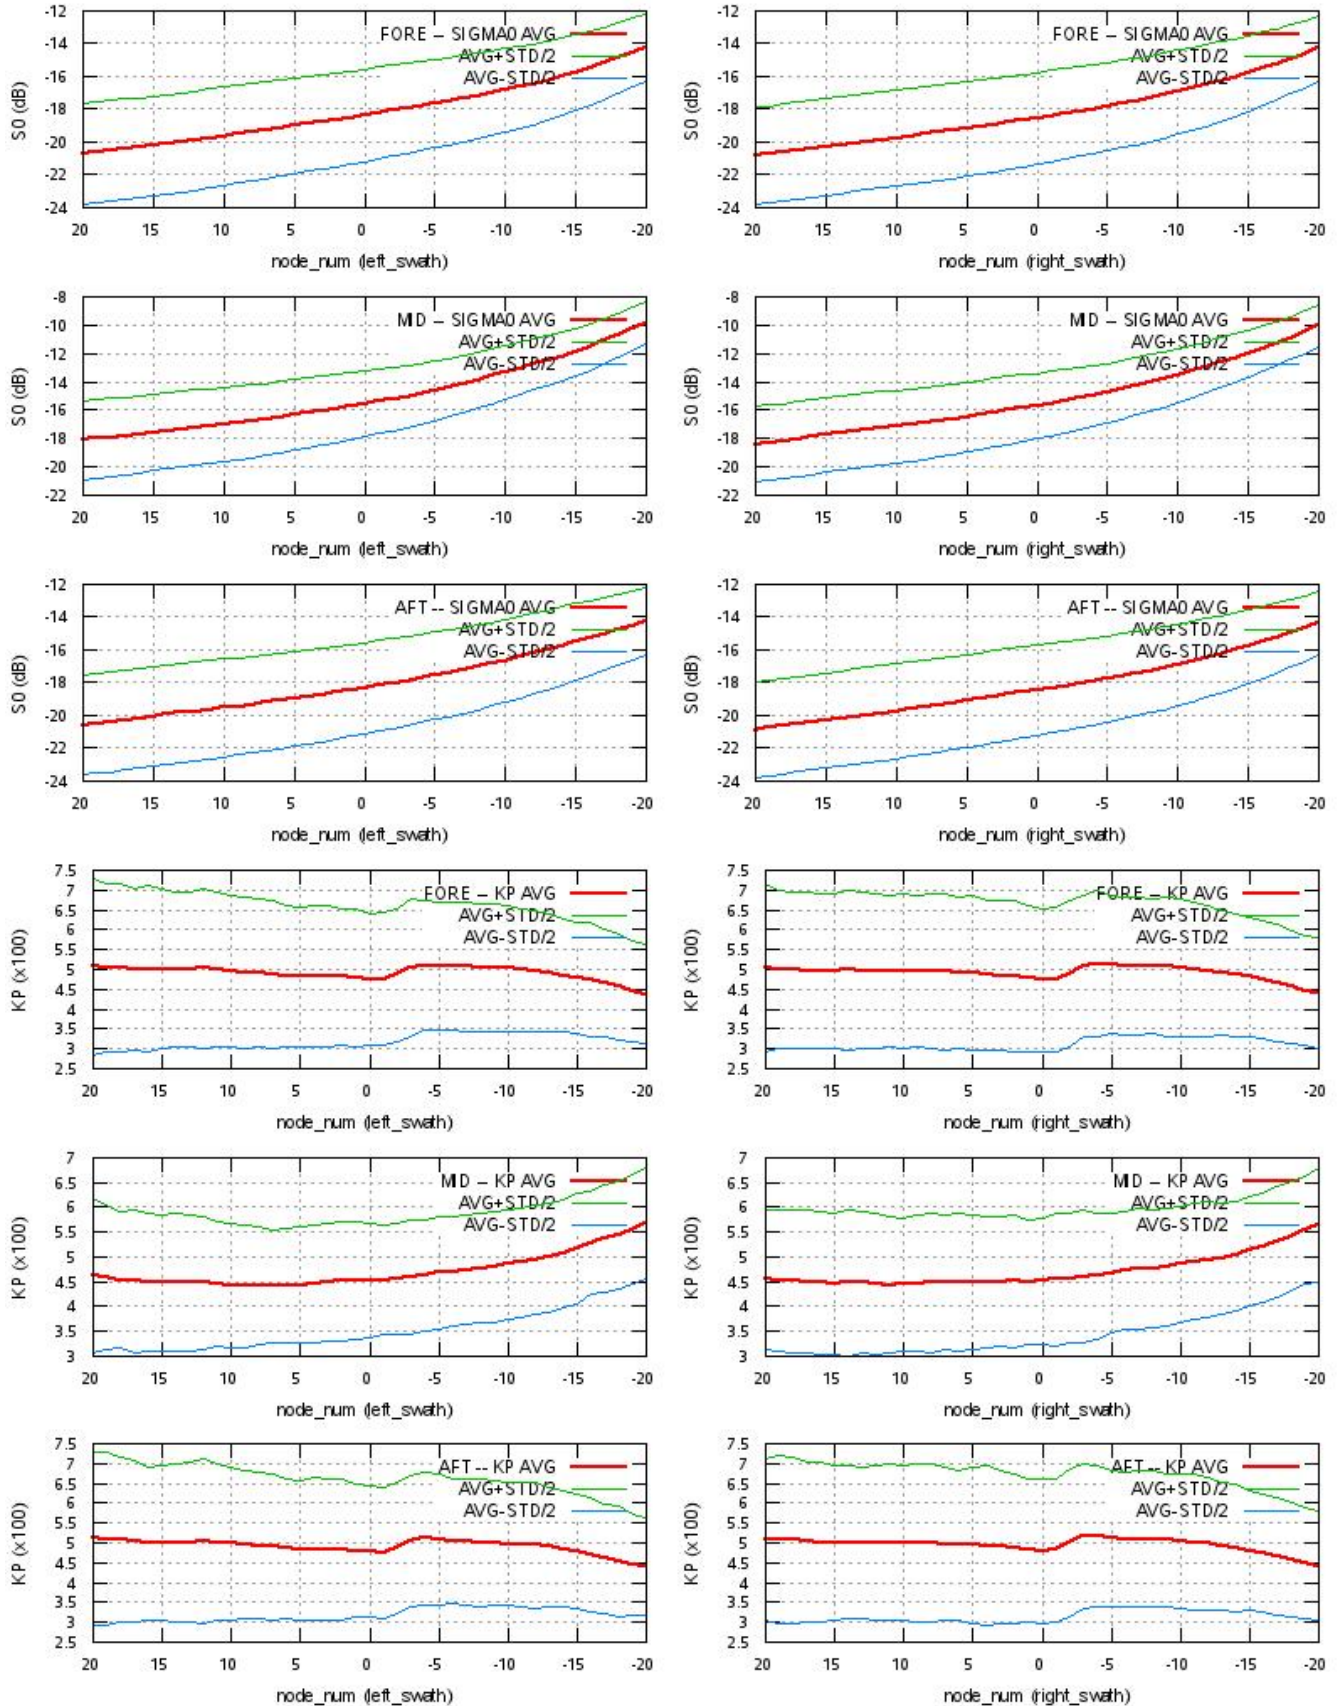 -12
-14
-16
-18
-20
-22
-24
S0 (dB)
FORE -- SIGMA0 AVG
AVG+STD/2
AVG-STD/2
20 15 10 5 0 -5 -10 -15 -20
node_num (left_swath)
-12
-14
-16
-18
-20
-22
-24
S0 (dB)
FORE -- SIGMA0 AVG
AVG+STD/2
AVG-STD/2
20 15 10 5 0 -5 -10 -15 -20
node_num (right_swath)
-8
-10
-12
-14
-16
-18
-20
-22
S0 (dB)
MID -- SIGMA0 AVG
AVG+STD/2
AVG-STD/2
20 15 10 5 0 -5 -10 -15 -20
node_num (left_swath)
-8
-10
-12
-14
-16
-18
-20
-22
S0 (dB)
MID -- SIGMA0 AVG
AVG+STD/2
AVG-STD/2
20 15 10 5 0 -5 -10 -15 -20
node_num (right_swath)
-12
-14
-16
-18
-20
-22
-24
S0 (dB)
AFT -- SIGMA0 AVG
AVG+STD/2
AVG-STD/2
20 15 10 5 0 -5 -10 -15 -20
node_num (left_swath)
-12
-14
-16
-18
-20
-22
-24
S0 (dB)
AFT -- SIGMA0 AVG
AVG+STD/2
AVG-STD/2
20 15 10 5 0 -5 -10 -15 -20
node_num (right_swath)
7.5
7
6.5
6
5.5
5
4.5
4
3.5
3
2.5
KP (x100)
FORE -- KP AVG
AVG+STD/2
AVG-STD/2
20 15 10 5 0 -5 -10 -15 -20
node_num (left_swath)
7.5
7
6.5
6
5.5
5
4.5
4
3.5
3
2.5
KP (x100)
FORE -- KP AVG
AVG+STD/2
AVG-STD/2
20 15 10 5 0 -5 -10 -15 -20
node_num (right_swath)
7
6.5
6
5.5
5
4.5
4
3.5
3
KP (x100)
MID -- KP AVG
AVG+STD/2
AVG-STD/2
20 15 10 5 0 -5 -10 -15 -20
node_num (left_swath)
7
6.5
6
5.5
5
4.5
4
3.5
3
KP (x100)
MID -- KP AVG
AVG+STD/2
AVG-STD/2
20 15 10 5 0 -5 -10 -15 -20
node_num (right_swath)
7.5
7
6.5
6
5.5
5
4.5
4
3.5
3
2.5
KP (x100)
AFT -- KP AVG
AVG+STD/2
AVG-STD/2
20 15 10 5 0 -5 -10 -15 -20
node_num (left_swath)
7.5
7
6.5
6
5.5
5
4.5
4
3.5
3
2.5
KP (x100)
AFT -- KP AVG
AVG+STD/2
AVG-STD/2
20 15 10 5 0 -5 -10 -15 -20
node_num (right_swath)